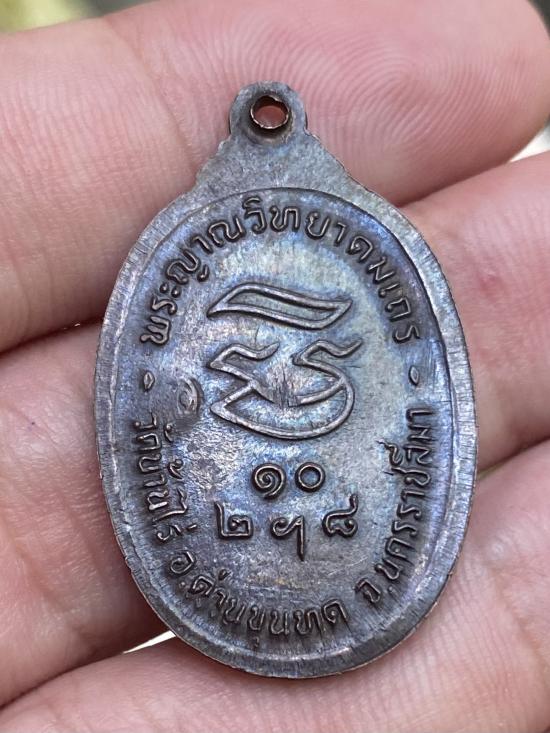 พระญาณวิทยาคมเถร
๑๐
๒ ๗ ๘
วัดบ้านไร่ อ.ด่านขุนทด จ.นครราชสีมา